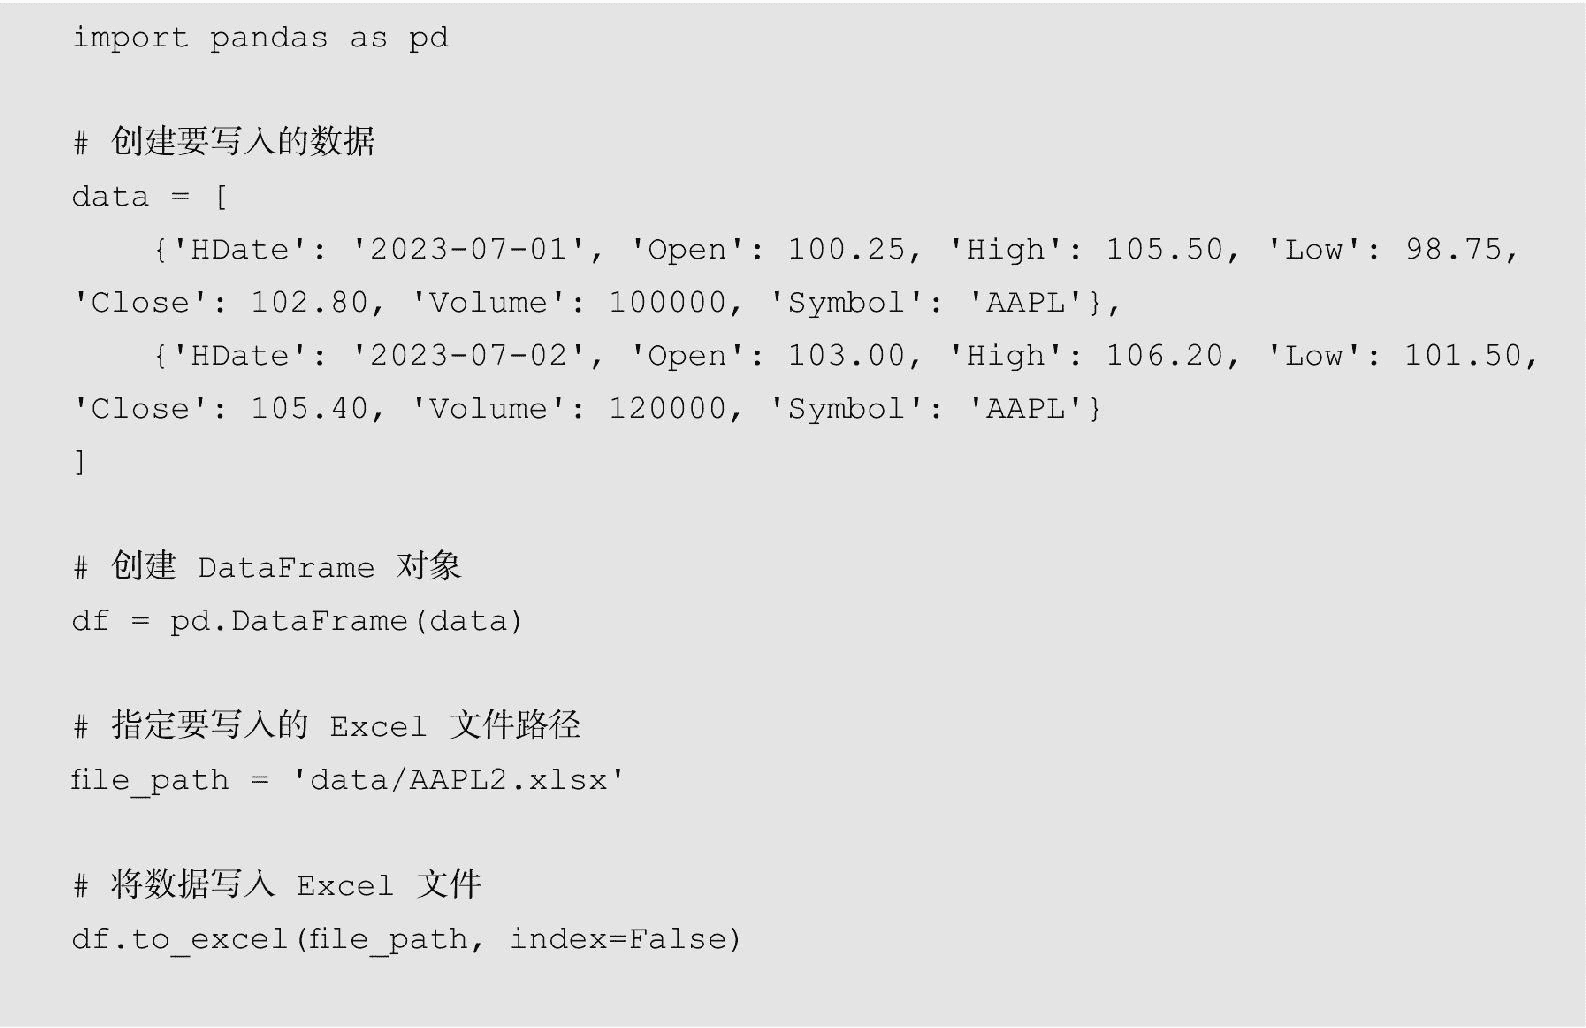 import pandas as pd
# 创建要写入的数据
data = [
    {'HDate': '2023-07-01', 'Open': 100.25, 'High': 105.50, 'Low': 98.75,
'Close': 102.80, 'Volume': 100000, 'Symbol': 'AAPL'},
    {'HDate': '2023-07-02', 'Open': 103.00, 'High': 106.20, 'Low': 101.50,
'Close': 105.40, 'Volume': 120000, 'Symbol': 'AAPL'}
]
# 创建 DataFrame 对象
df = pd.DataFrame(data)
# 指定要写入的 Excel 文件路径
file_path = 'data/AAPL2.xlsx'
# 将数据写入 Excel 文件
df.to_excel(file_path, index=False)